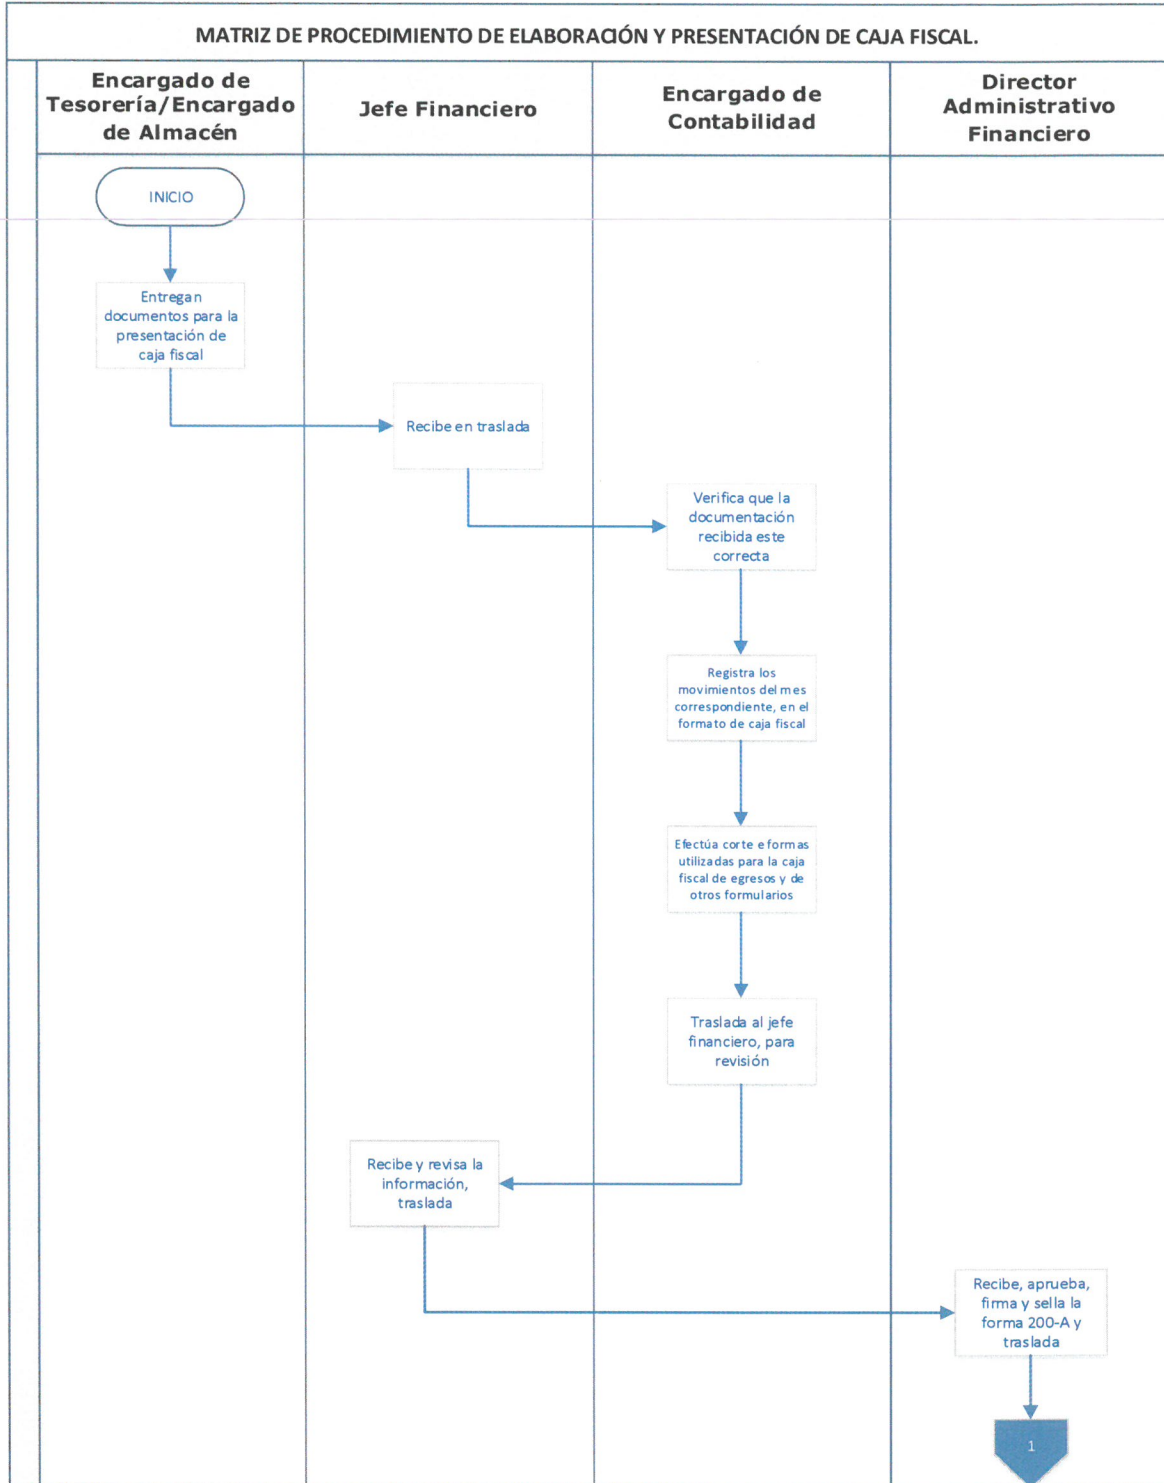 MATRIZ DE PROCEDIMIENTO DE ELABORACIÓN Y PRESENTACIÓN DE CAJA FISCAL.
Encargado de
Tesorería/Encargado
de Almacén
Jefe Financiero
Encargado de
Contabilidad
Director
Administrativo
Financiero
INICIO
Entregan
documentos para la
presentación de
caja fiscal
Recibe en traslada
Verifica que la
documentación
recibida este
correcta
Registra los
movimientos del mes
correspondiente, en el
formato de caja fiscal
Efectúa corte e formas
utilizadas para la caja
fiscal de egresos y de
otros formularios
Traslada al jefe
financiero, para
revisión
Recibe y revisa la
información,
traslada
Recibe, aprueba,
firma y sella la
forma 200-A y
traslada
1